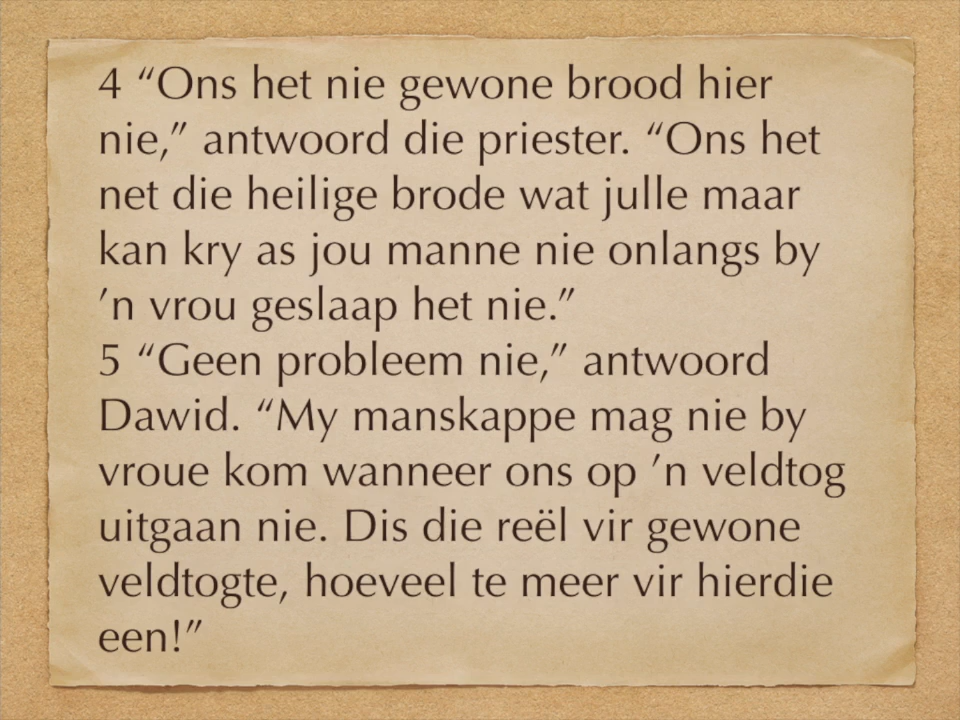 4 “Ons het nie gewone brood hier
nie,” antwoord die priester. “Ons het
net die heilige brode wat julle maar
kan kry as jou manne nie onlangs by
’n vrou geslaap het nie.”
5 “Geen probleem nie,” antwoord
Dawid. “My manskappe mag nie by
vroue kom wanneer ons op ’n veldtog
uitgaan nie. Dis die reël vir gewone
veldtogte, hoeveel te meer vir hierdie
een!”